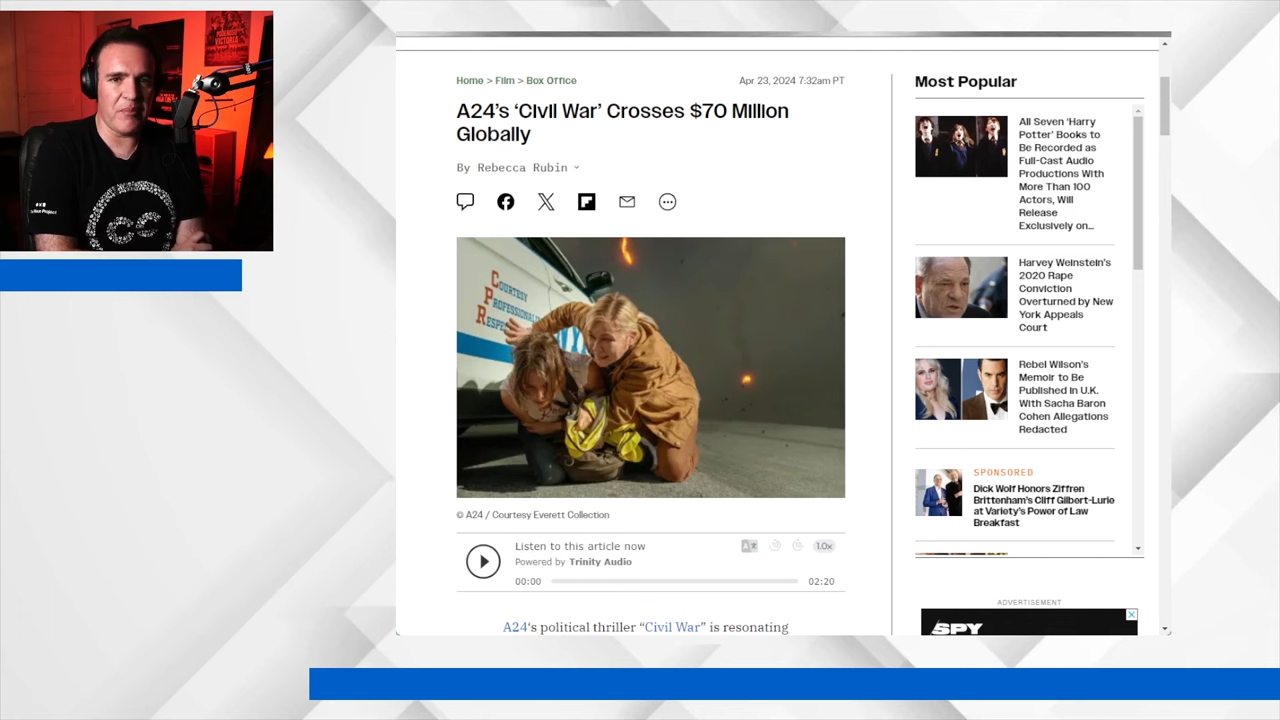 VICTORIA
CC
Home > Film > Box Office
Apr 23, 2024 7:32am PT
A24's 'Civil War' Crosses $70 Million
Globally
By Rebecca Rubin
COURTESY
PROFESSIONAL
RESPE
© A24 / Courtesy Everett Collection
Listen to this article now
Powered by Trinity Audio
1.0x
00:00
02:20
A24's political thriller "Civil War" is resonating
Most Popular
All Seven 'Harry
Potter' Books to
Be Recorded as
Full-Cast Audio
Productions With
More Than 100
Actors, Will
Release
Exclusively on...
Harvey Weinstein's
2020 Rape
Conviction
Overturned by New
York Appeals
Court
Rebel Wilson's
Memoir to Be
Published in U.K.
With Sacha Baron
Cohen Allegations
Redacted
SPONSORED
Dick Wolf Honors Ziffren
Brittenham's Cliff Gilbert-Lurie
at Variety's Power of Law
Breakfast
ADVERTISEMENT
SPY